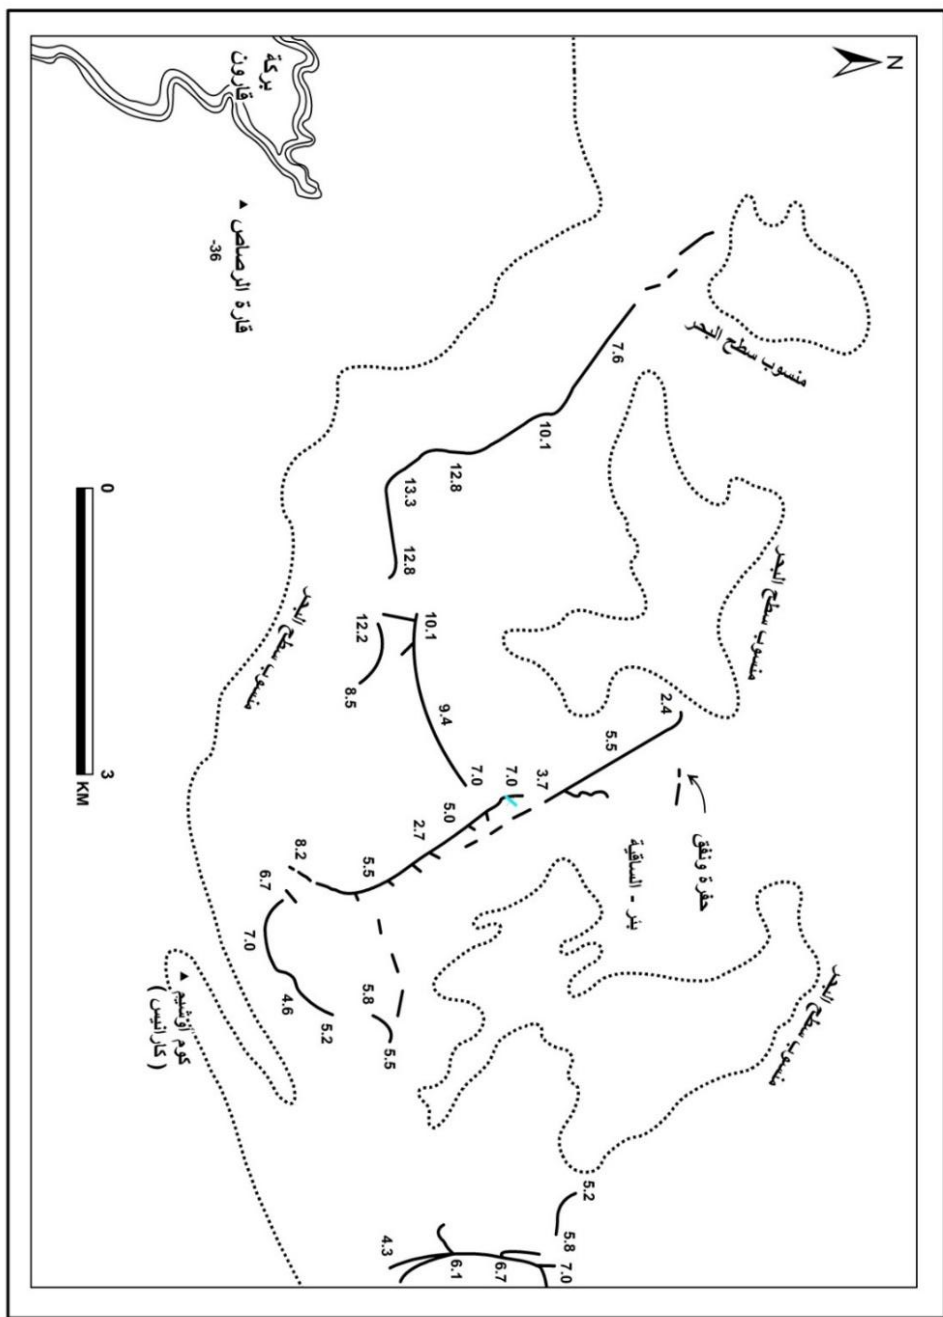 N
منسوب سطح البحر
منسوب سطح البحر
منسوب سطح البحر
حفرة ونفق
2.4
بئر - الساقية
7.6
5.5
5.2
5.8
7.0
10.1
3.7
7.0
6.7
7.0
12.8
6.1
5.0
9.4
10.1
2.7
13.3
12.8
5.5
4.3
5.5
5.8
12.2
8.5
5.2
8.2
منسوب سطح البحر
4.6
بركة
قارون
6.7
7.0
قارة الرصاص
-36
كوم أوشيم
( كارانيس )
0 3
KM